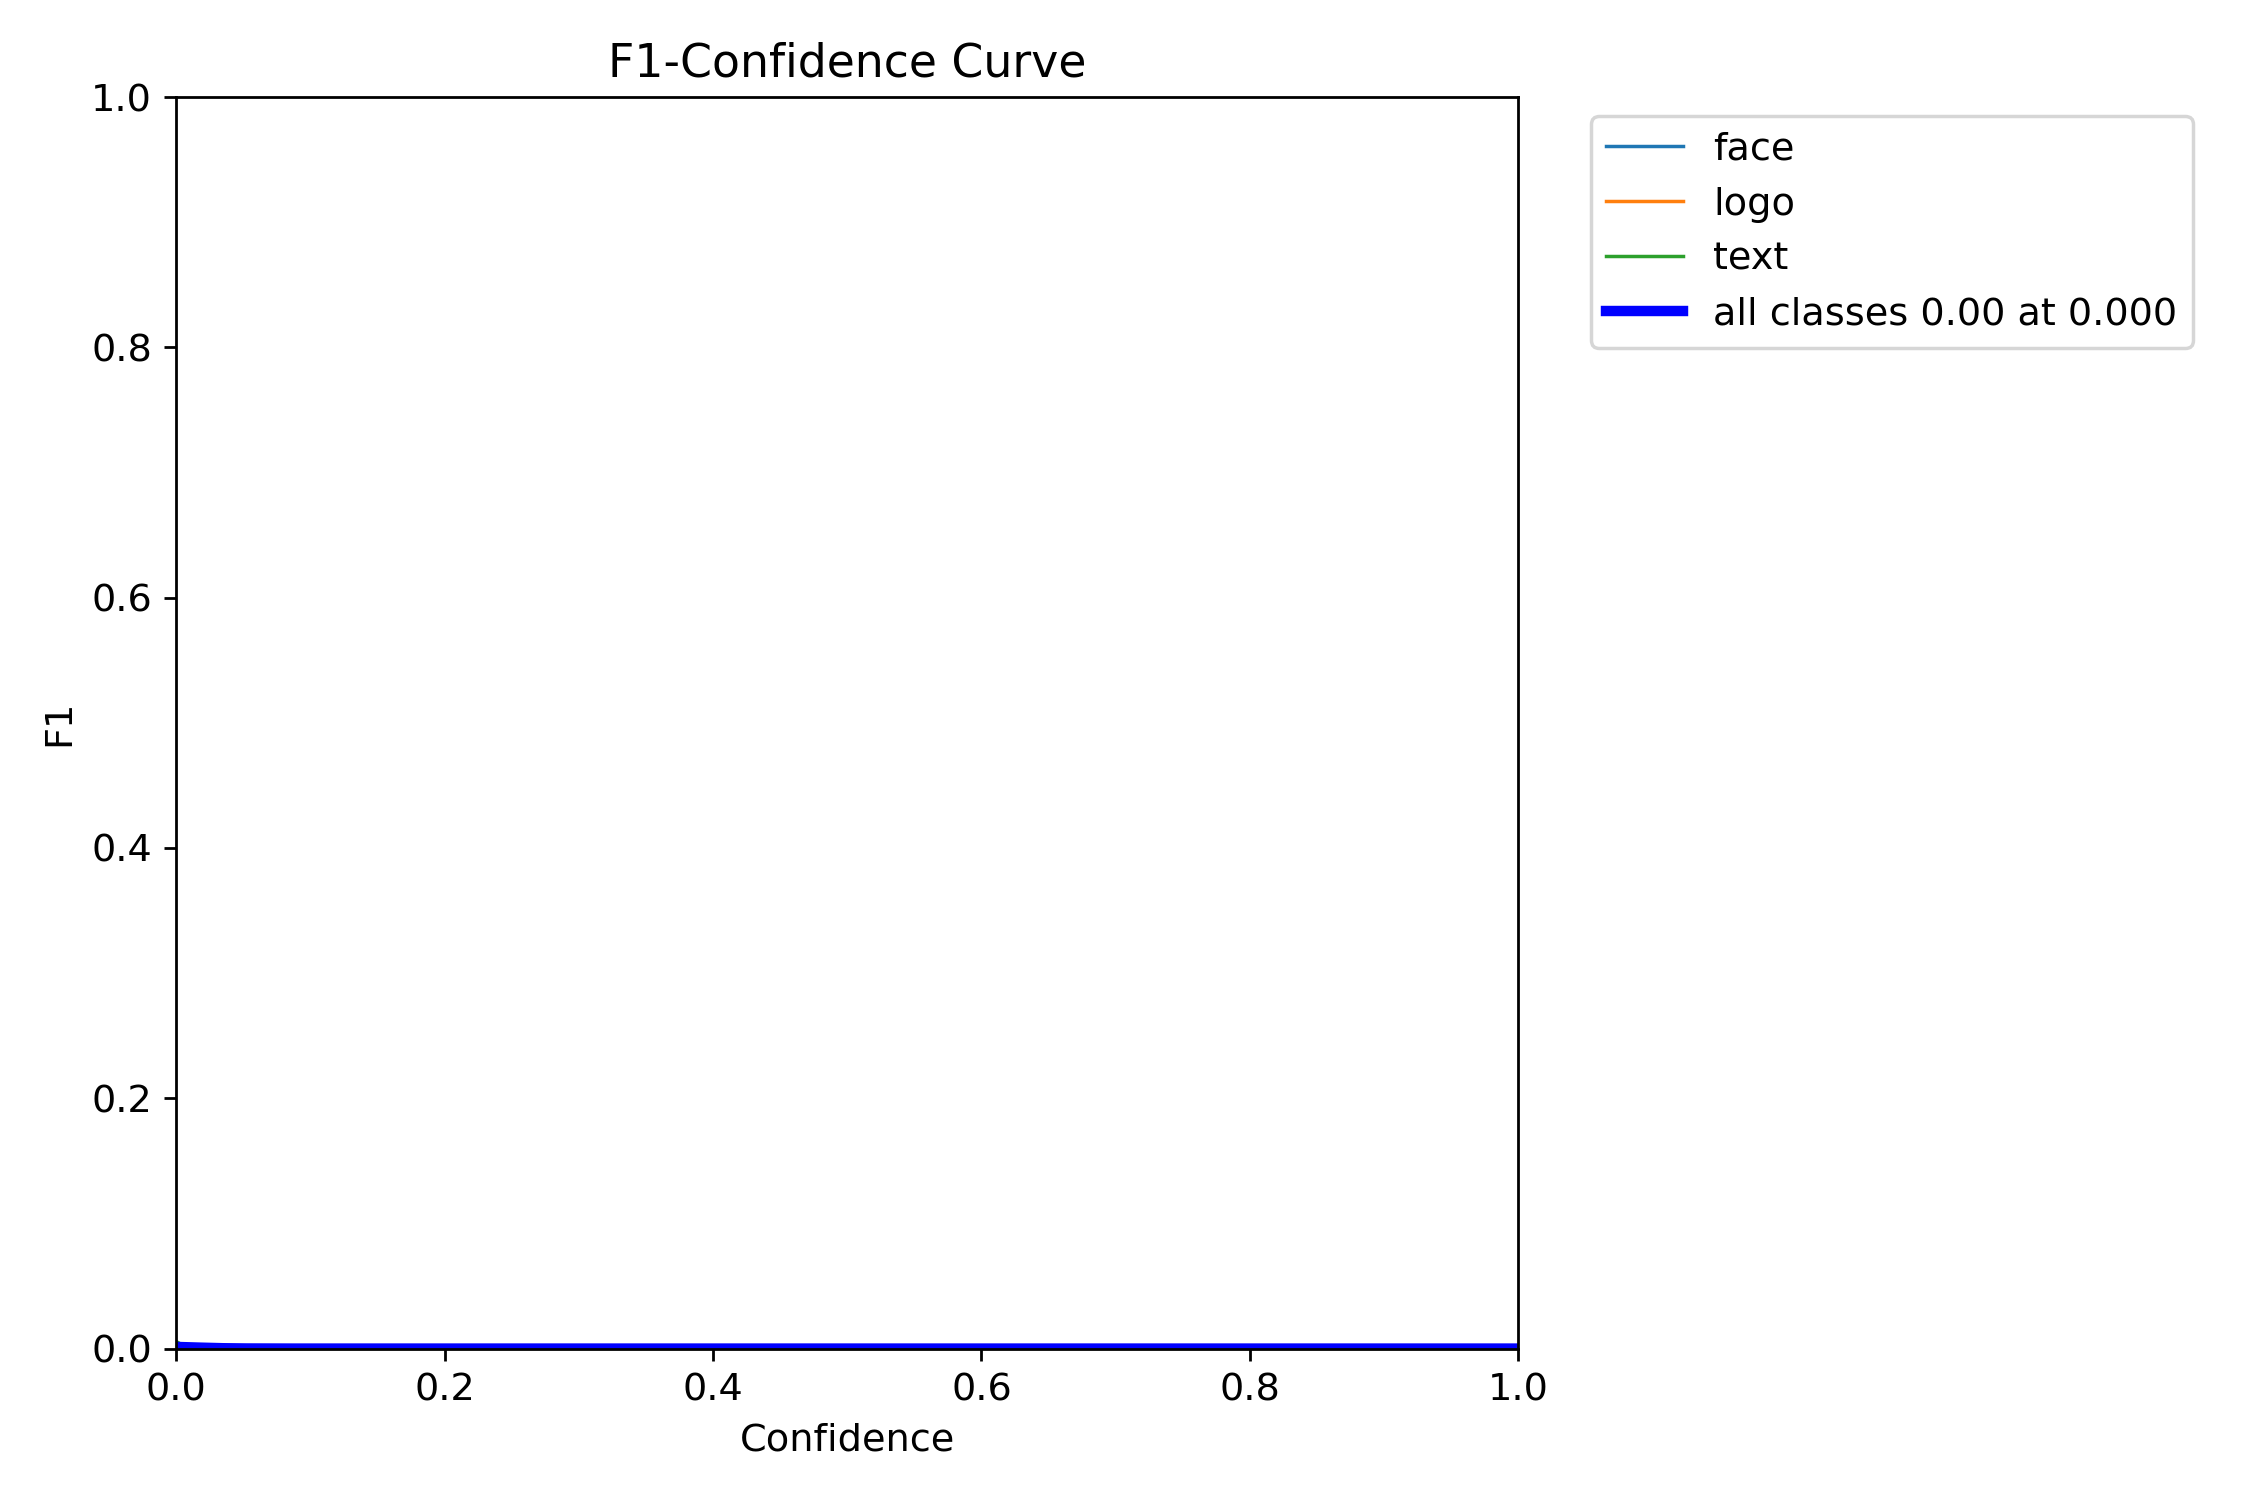 F1-Confidence Curve
1.0
0.8
0.6
0.4
0.2
0.0
F1
0.0 0.2 0.4 0.6 0.8 1.0
Confidence
face
logo
text
all classes 0.00 at 0.000